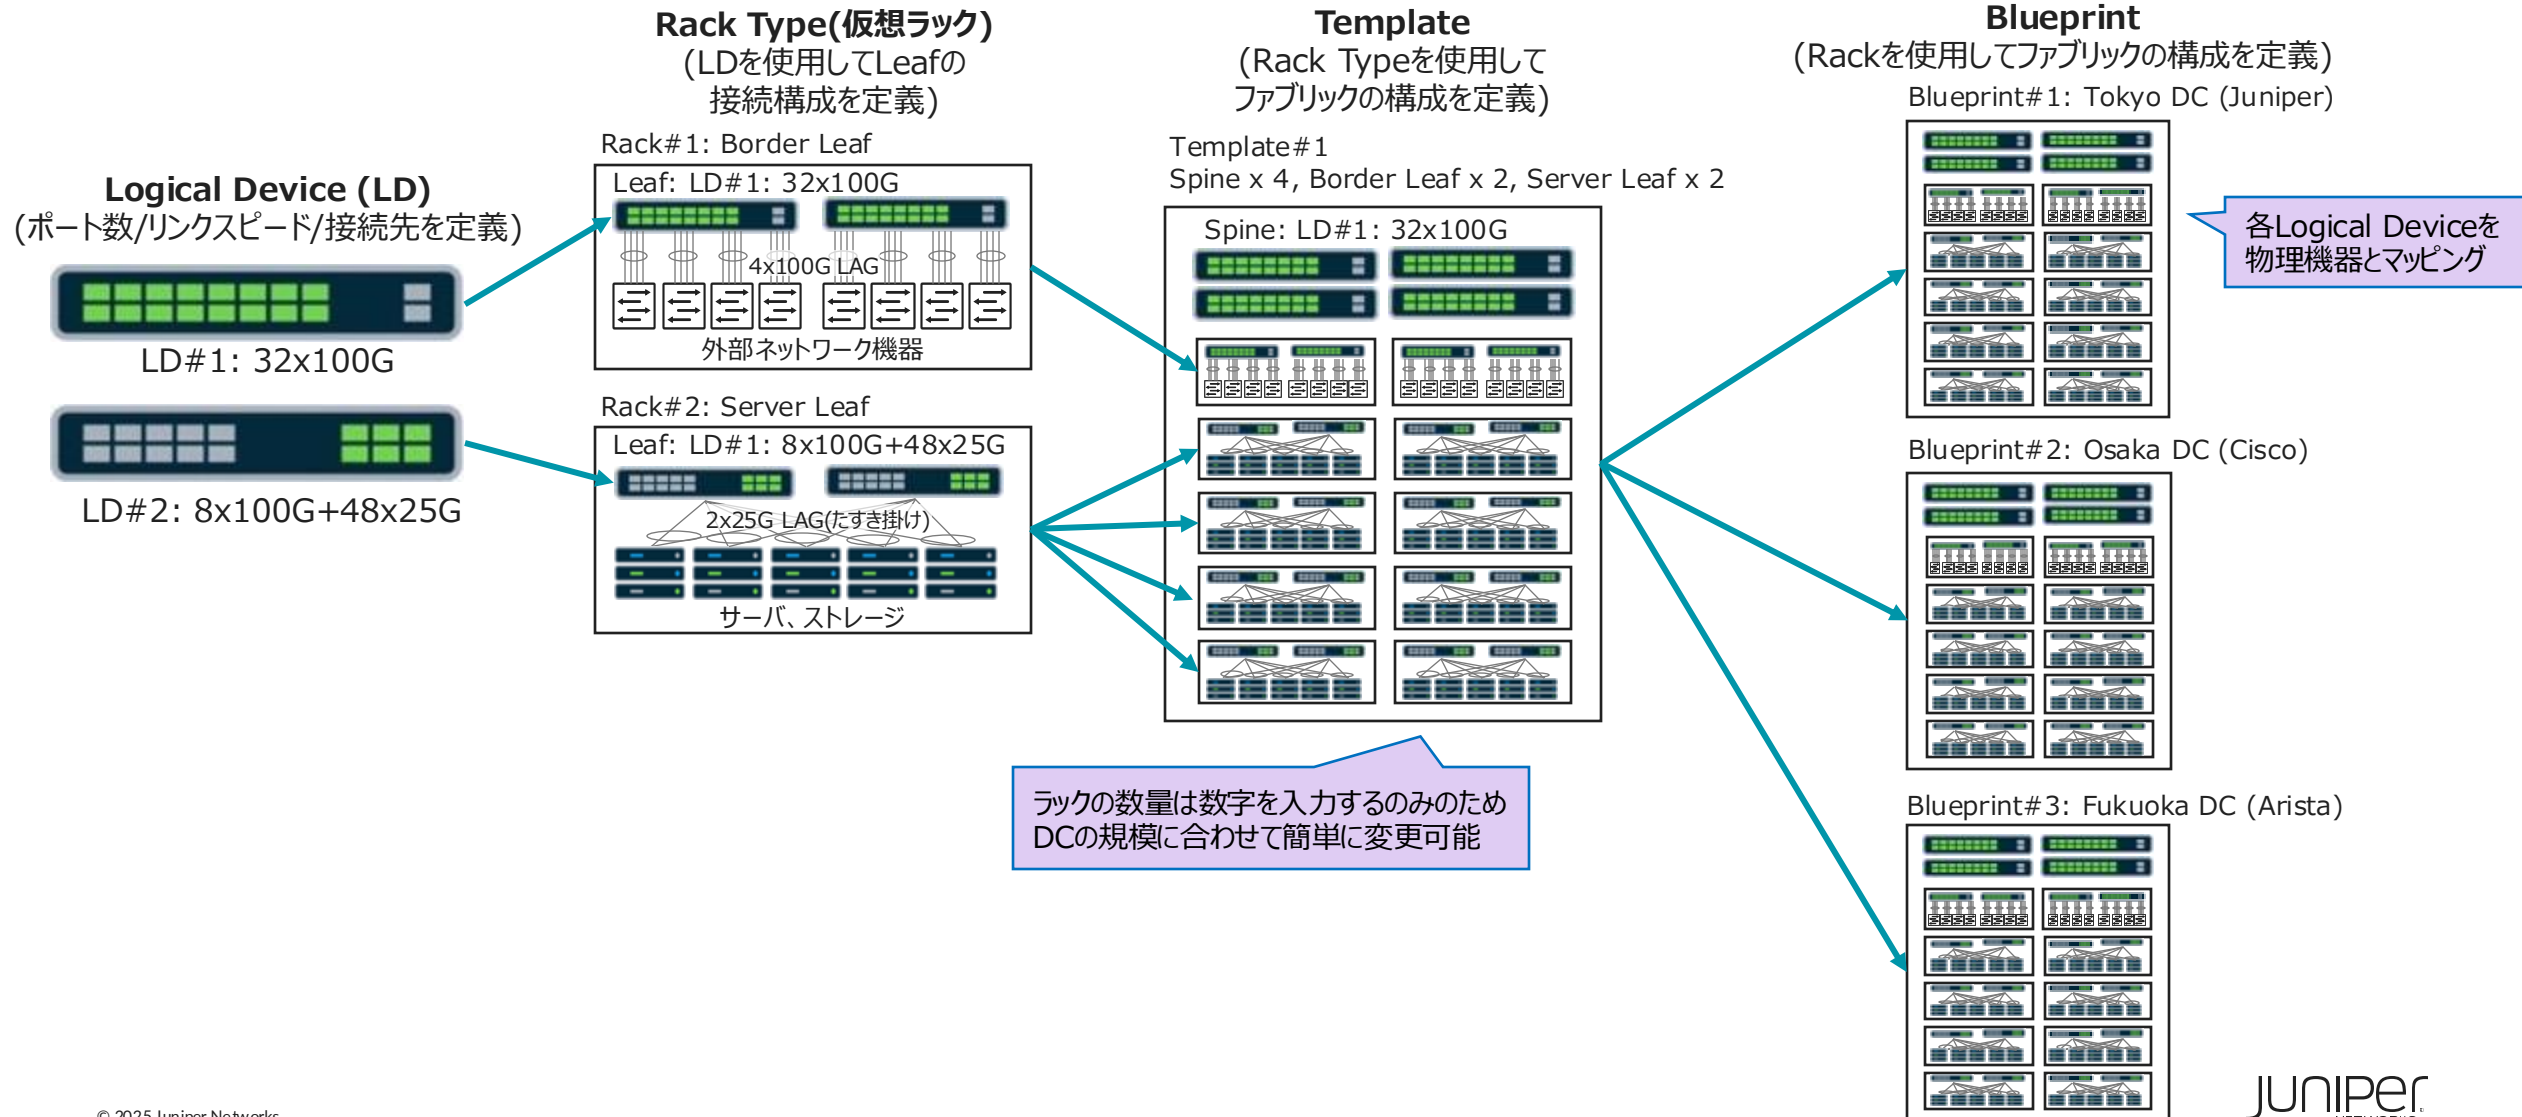 Logical Device (LD)
(ポート数/リンクスピード/接続先を定義)
LD#1: 32x100G
LD#2: 8x100G+48x25G
Rack Type(仮想ラック)
(LDを使用してLeafの
接続構成を定義)
Rack#1: Border Leaf
Leaf: LD#1: 32x100G
4x100G LAG
外部ネットワーク機器
Rack#2: Server Leaf
Leaf: LD#1: 8x100G+48x25G
2x25G LAG(たすき掛け)
サーバ、ストレージ
Template
(Rack Typeを使用して
ファブリックの構成を定義)
Template#1
Spine x 4, Border Leaf x 2, Server Leaf x 2
Spine: LD#1: 32x100G
ラックの数量は数字を入力するのみのため
DCの規模に合わせて簡単に変更可能
Blueprint
(Rackを使用してファブリックの構成を定義)
Blueprint#1: Tokyo DC (Juniper)
各Logical Deviceを
物理機器とマッピング
Blueprint#2: Osaka DC (Cisco)
Blueprint#3: Fukuoka DC (Arista)
© 2025 Juniper Networks
JUNIPER